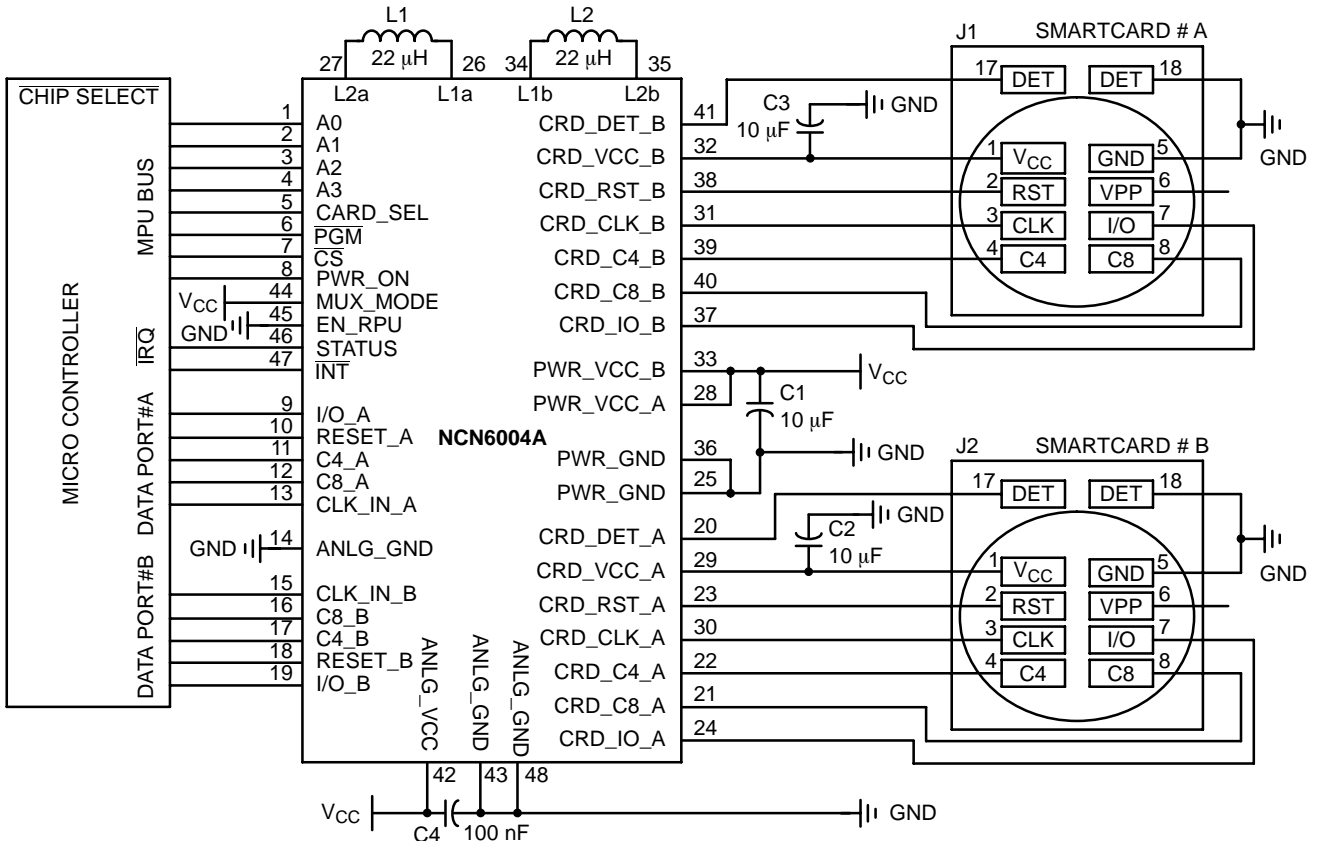 L1
22 μH
L2
22 μH
27
26
34
35
L2a
L1a
L1b
L2b
CHIP SELECT
MPU BUS
MICRO CONTROLLER
IRQ
DATA PORT#A
DATA PORT#B
1 A0
2 A1
3 A2
4 A3
5 CARD_SEL
6 PGM
7 CS
8 PWR_ON
VCC 44 MUX_MODE
GND 45 EN_RPU
46 STATUS
47 INT
9 I/O_A
10 RESET_A
11 C4_A
12 C8_A
13 CLK_IN_A
GND 14 ANLG_GND
15 CLK_IN_B
16 C8_B
17 C4_B
18 RESET_B
19 I/O_B
NCN6004A
CRD_DET_B 41
CRD_VCC_B 32
CRD_RST_B 38
CRD_CLK_B 31
CRD_C4_B 39
CRD_C8_B 40
CRD_IO_B 37
PWR_VCC_B 33
PWR_VCC_A 28
PWR_GND 36
PWR_GND 25
CRD_DET_A 20
CRD_VCC_A 29
CRD_RST_A 23
CRD_CLK_A 30
CRD_C4_A 22
CRD_C8_A 21
CRD_IO_A 24
ANLG_VCC
ANLG_GND
ANLG_GND
42
43
48
VCC
C4
100 nF
GND
C3
10 μF
GND
VCC
C1
10 μF
GND
C2
10 μF
GND
J1
SMARTCARD # A
17 DET
DET 18
1 VCC
GND 5
2 RST
VPP 6
3 CLK
I/O 7
4 C4
C8 8
GND
J2
SMARTCARD # B
17 DET
DET 18
1 VCC
GND 5
2 RST
VPP 6
3 CLK
I/O 7
4 C4
C8 8
GND